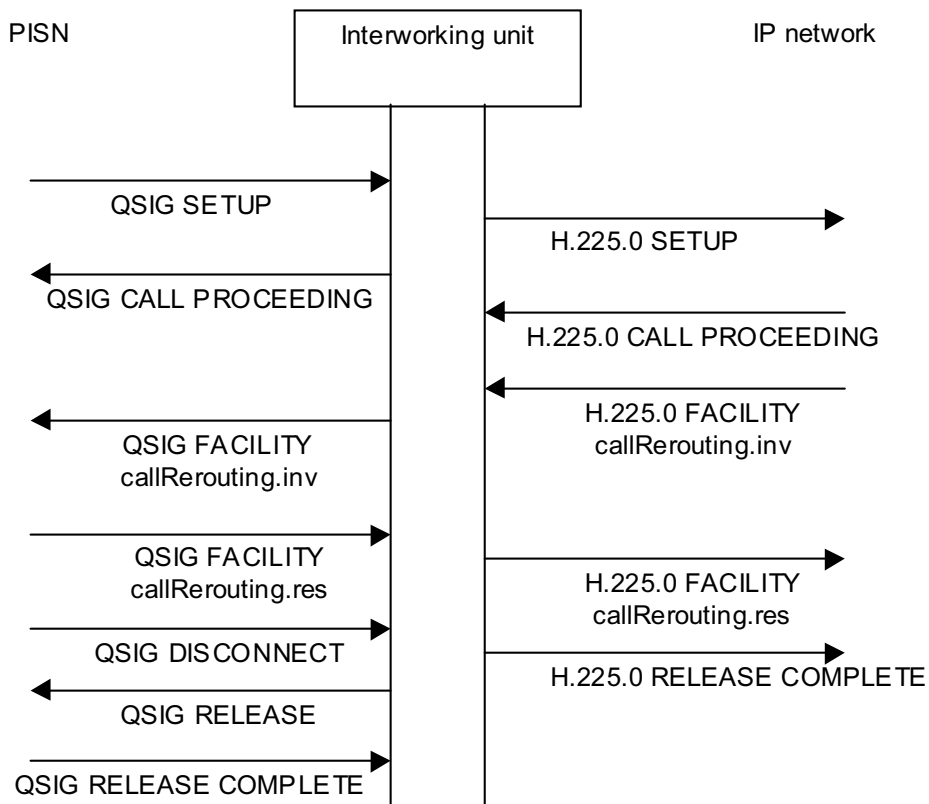 PISN
Interworking unit
IP network
QSIG SETUP
H.225.0 SETUP
QSIG CALL PROCEEDING
H.225.0 CALL PROCEEDING
H.225.0 FACILITY
callRerouting.inv
QSIG FACILITY
callRerouting.inv
QSIG FACILITY
callRerouting.res
H.225.0 FACILITY
callRerouting.res
QSIG DISCONNECT
H.225.0 RELEASE COMPLETE
QSIG RELEASE
QSIG RELEASE COMPLETE